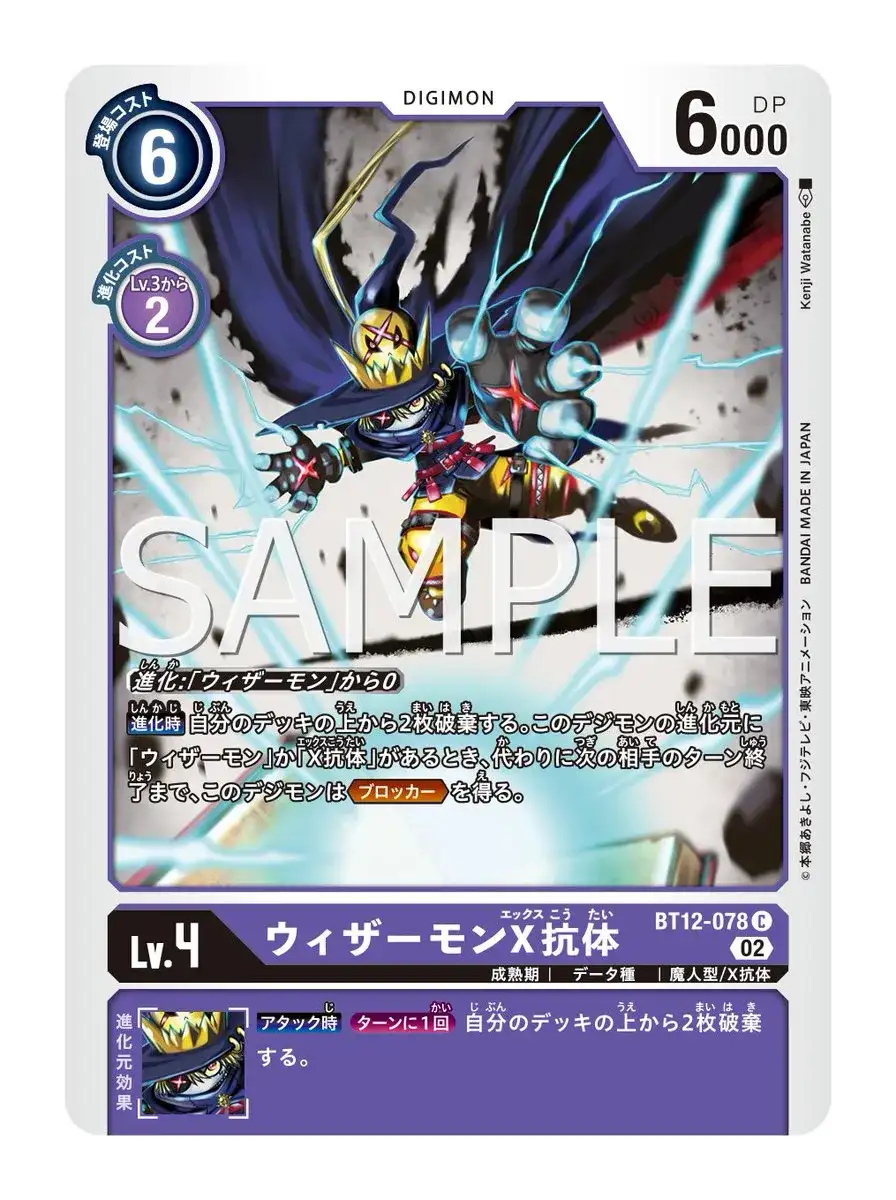 DIGIMON
登場コスト
6
DP
6000
進化コスト
Lv.3から
2
Kenji Watanabe
SAMPLE
進化:「ウィザーモン」から0
進化時 自分のデッキの上から2枚破棄する。このデジモンの進化元に
「ウィザーモン」か「X抗体」があるとき、代わりに次の相手のターン終
了まで、このデジモンは ブロッカー を得る。
© 本郷あきよし・フジテレビ・東映アニメーション BANDAI MADE IN JAPAN
Lv.4
ウィザーモンX抗体
エックス こう たい
BT12-078 C
02
成熟期 | データ種 | 魔人型/X抗体
進化元効果
アタック時 ターンに1回 自分のデッキの上から2枚破棄
する。